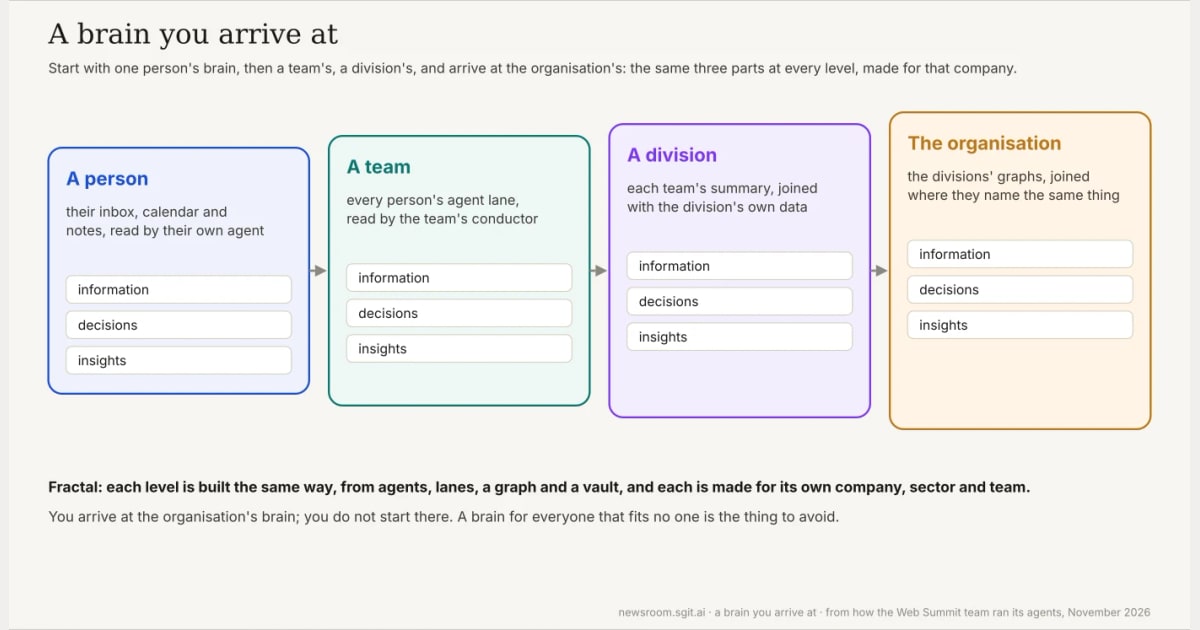 A brain you arrive at
Start with one person's brain, then a team's, a division's, and arrive at the organisation's: the same three parts at every level, made for that company.
A person
their inbox, calendar and
notes, read by their own agent
information
decisions
insights
A team
every person's agent lane,
read by the team's conductor
information
decisions
insights
A division
each team's summary, joined
with the division's own data
information
decisions
insights
The organisation
the divisions' graphs, joined
where they name the same thing
information
decisions
insights
Fractal: each level is built the same way, from agents, lanes, a graph and a vault, and each is made for its own company, sector and team.
You arrive at the organisation's brain; you do not start there. A brain for everyone that fits no one is the thing to avoid.
newsroom.sgit.ai · a brain you arrive at · from how the Web Summit team ran its agents, November 2026